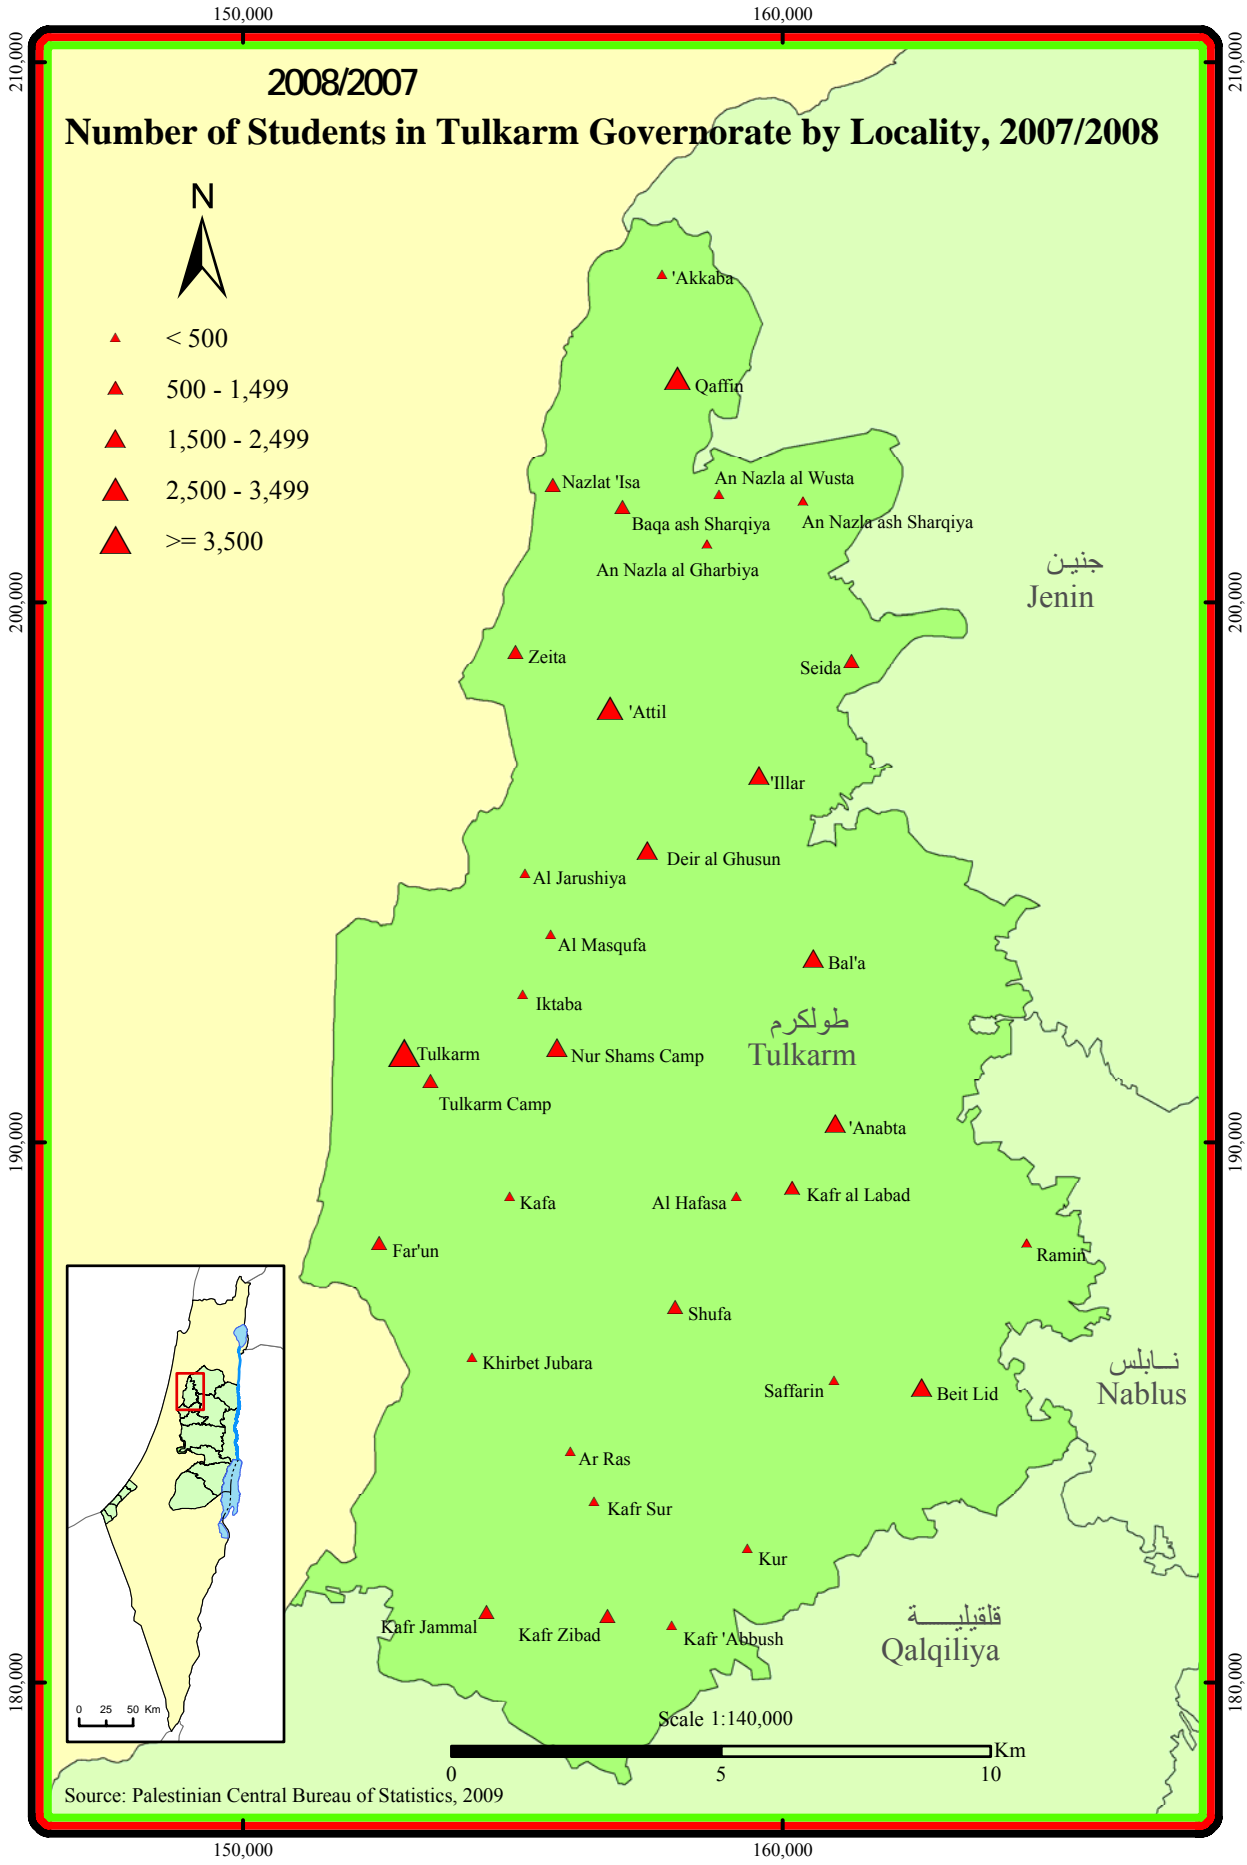 150,000
160,000
210,000
210,000
2008/2007
Number of Students in Tulkarm Governorate by Locality, 2007/2008
N
< 500
500 - 1,499
1,500 - 2,499
2,500 - 3,499
>= 3,500
'Akkaba
Qaffin
Nazlat 'Isa
An Nazla al Wusta
Baqa ash Sharqiya
An Nazla ash Sharqiya
An Nazla al Gharbiya
جنين
Jenin
200,000
200,000
Zeita
Seida
'Attil
'Illar
Deir al Ghusun
Al Jarushiya
Al Masqufa
Bal'a
Iktaba
طولكرم
Tulkarm
Tulkarm
Nur Shams Camp
Tulkarm Camp
'Anabta
190,000
190,000
Kafa
Al Hafasa
Kafr al Labad
Far'un
Ramin
Shufa
Khirbet Jubara
Saffarin
Beit Lid
نـــابلس
Nablus
Ar Ras
Kafr Sur
Kur
Kafr Jammal
Kafr Zibad
Kafr 'Abbush
قلقيليـــــة
Qalqiliya
180,000
180,000
0 25 50 Km
Scale 1:140,000
Km
0 5 10
Source: Palestinian Central Bureau of Statistics, 2009
150,000
160,000